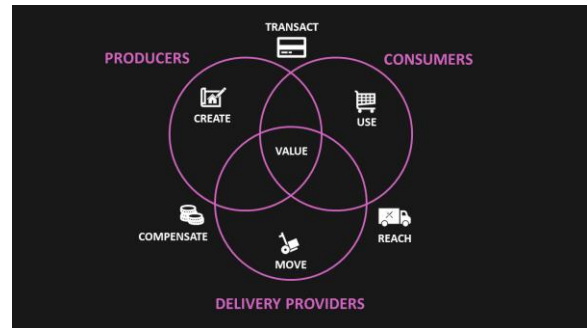 TRANSACT
PRODUCERS
CONSUMERS
CREATE
USE
VALUE
COMPENSATE
REACH
MOVE
DELIVERY PROVIDERS